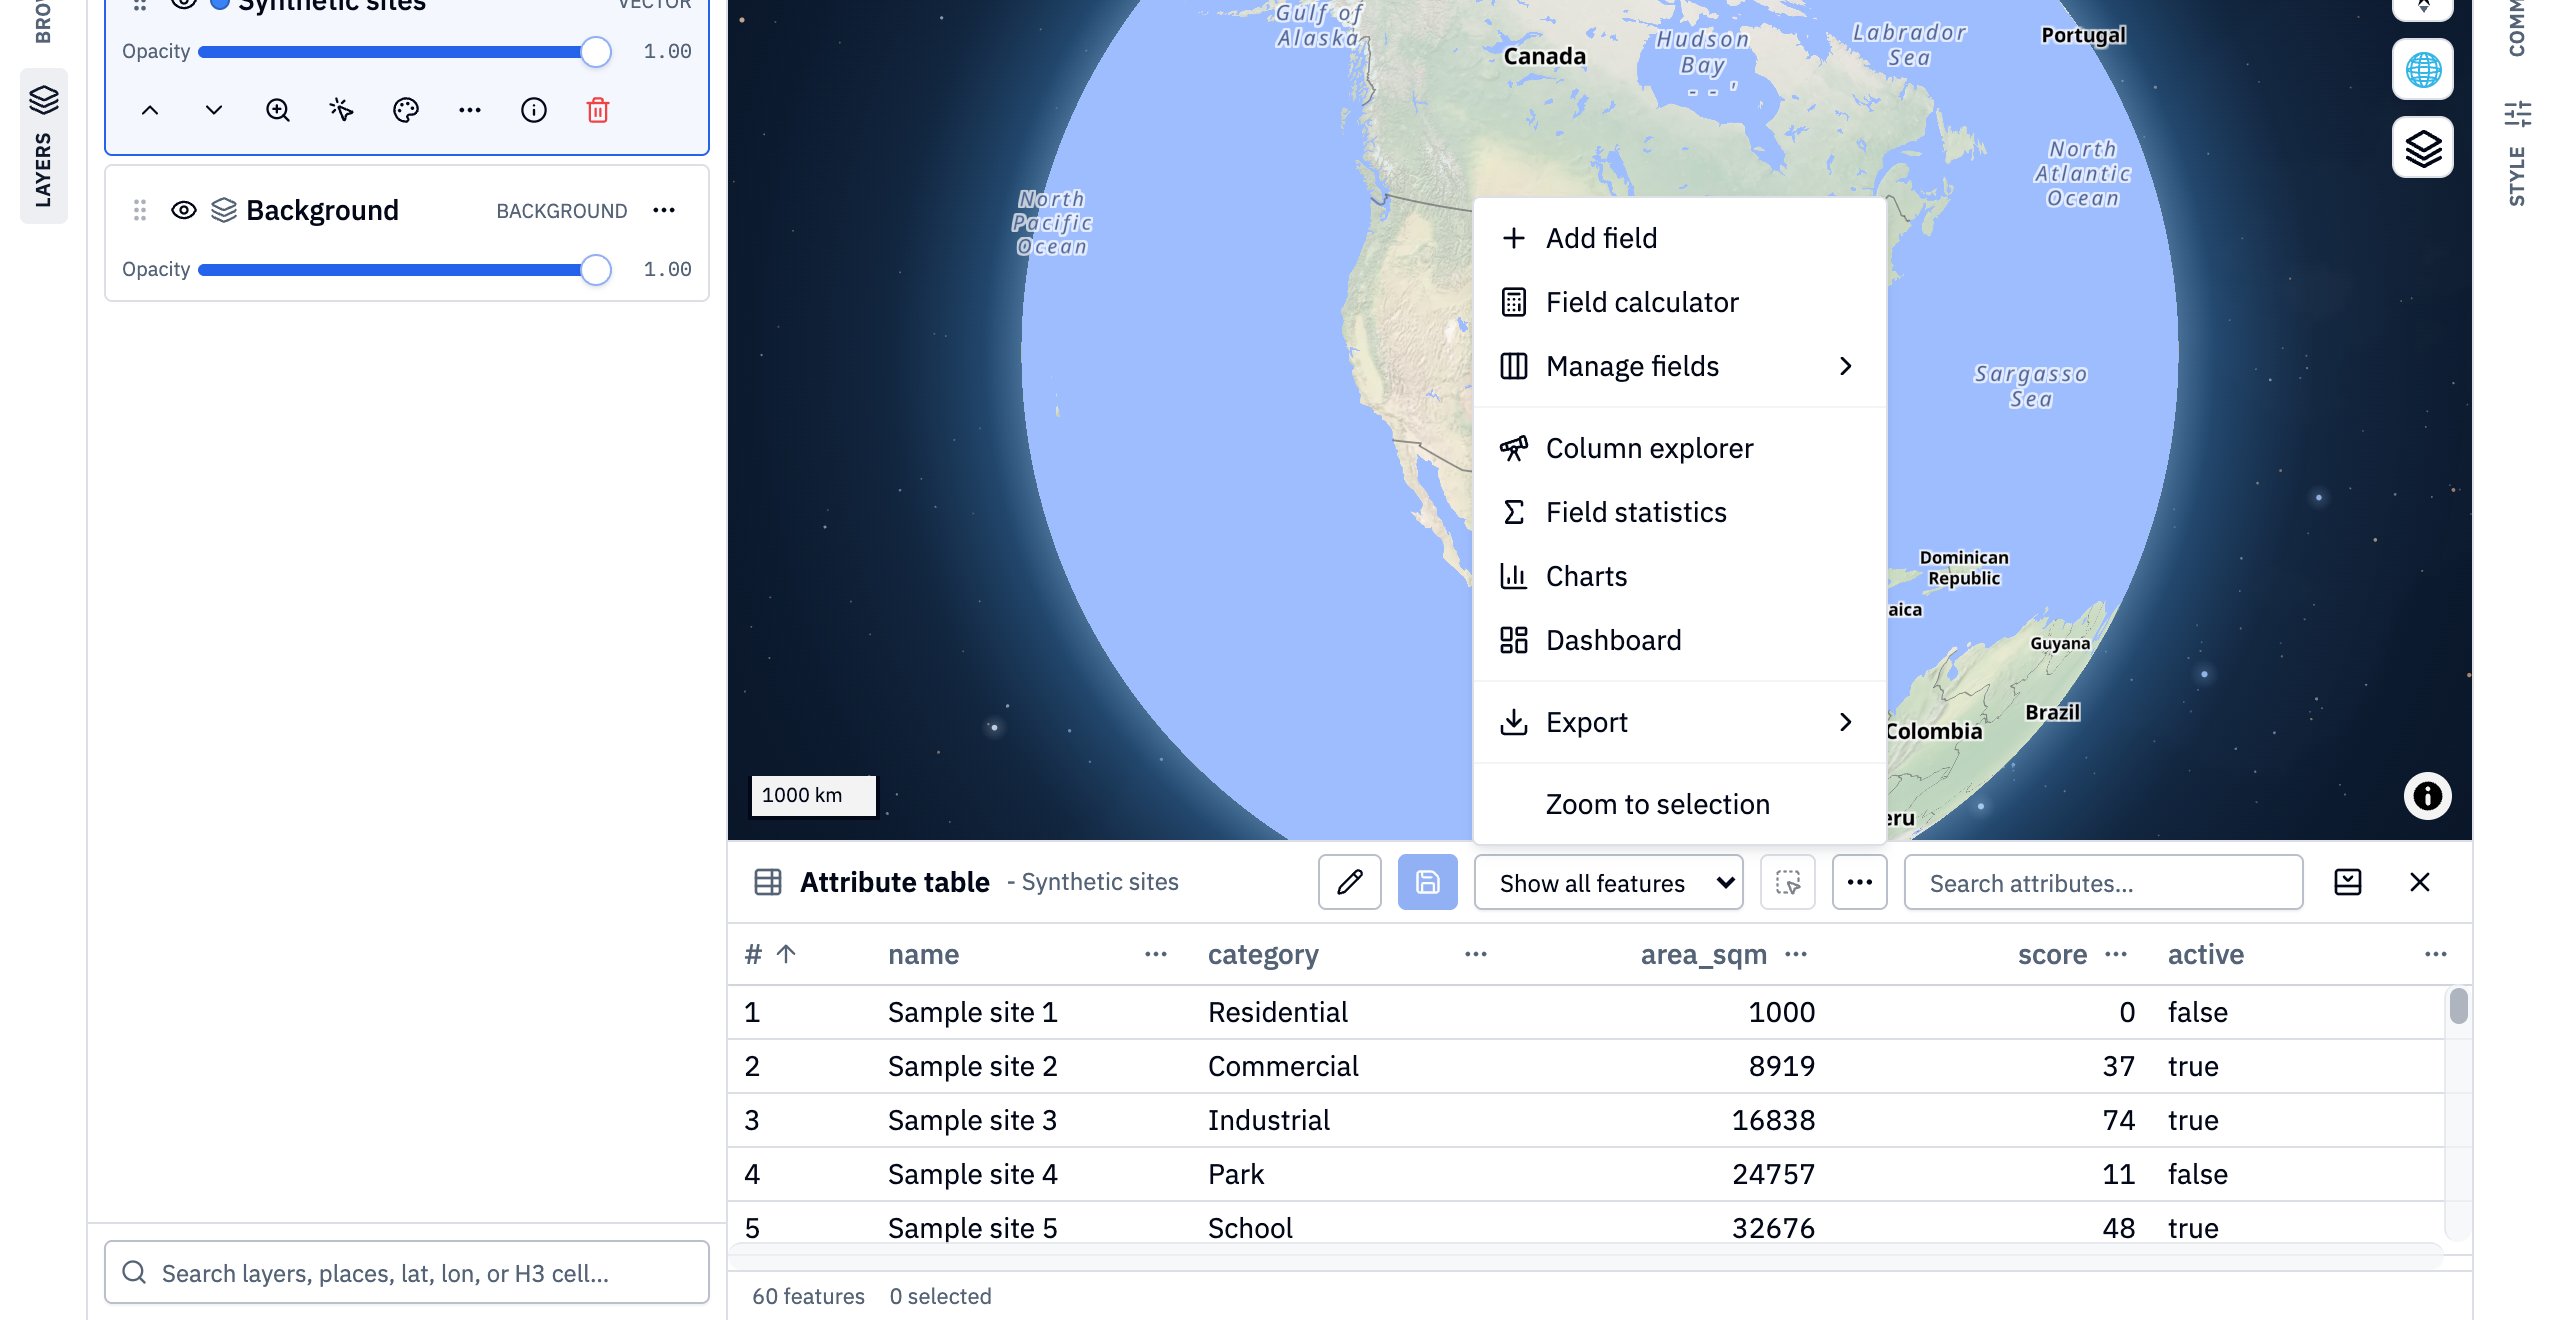 Synthetic sites VECTOR
Opacity 1.00
LAYERS
Background BACKGROUND
Opacity 1.00
Search layers, places, lat, lon, or H3 cell...
Gulf of
Alaska
Canada
Hudson
Bay
Labrador
Sea
Portugal
North
Atlantic
Ocean
North
Pacific
Ocean
Sargasso
Sea
Dominican
Republic
aica
Guyana
Brazil
Colombia
eru
1000 km
Add field
Field calculator
Manage fields
Column explorer
Field statistics
Charts
Dashboard
Export
Zoom to selection
STYLE
Attribute table - Synthetic sites Show all features Search attributes...
# name category area_sqm score active
1 Sample site 1 Residential 1000 0 false
2 Sample site 2 Commercial 8919 37 true
3 Sample site 3 Industrial 16838 74 true
4 Sample site 4 Park 24757 11 false
5 Sample site 5 School 32676 48 true
60 features 0 selected